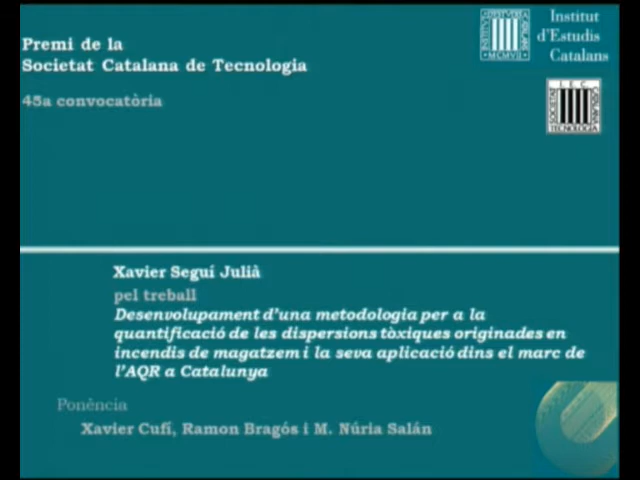 Premi de la
Societat Catalana de Tecnologia
45a convocatòria
Institut
d'Estudis
Catalans
MCMVII
I E C
TECNOLOGIA
Xavier Seguí Julià
pel treball
Desenvolupament d'una metodologia per a la
quantificació de les dispersions tòxiques originades en
incendis de magatzem i la seva aplicació dins el marc de
l'AQR a Catalunya
Ponència
Xavier Cufí, Ramon Bragós i M. Núria Salán